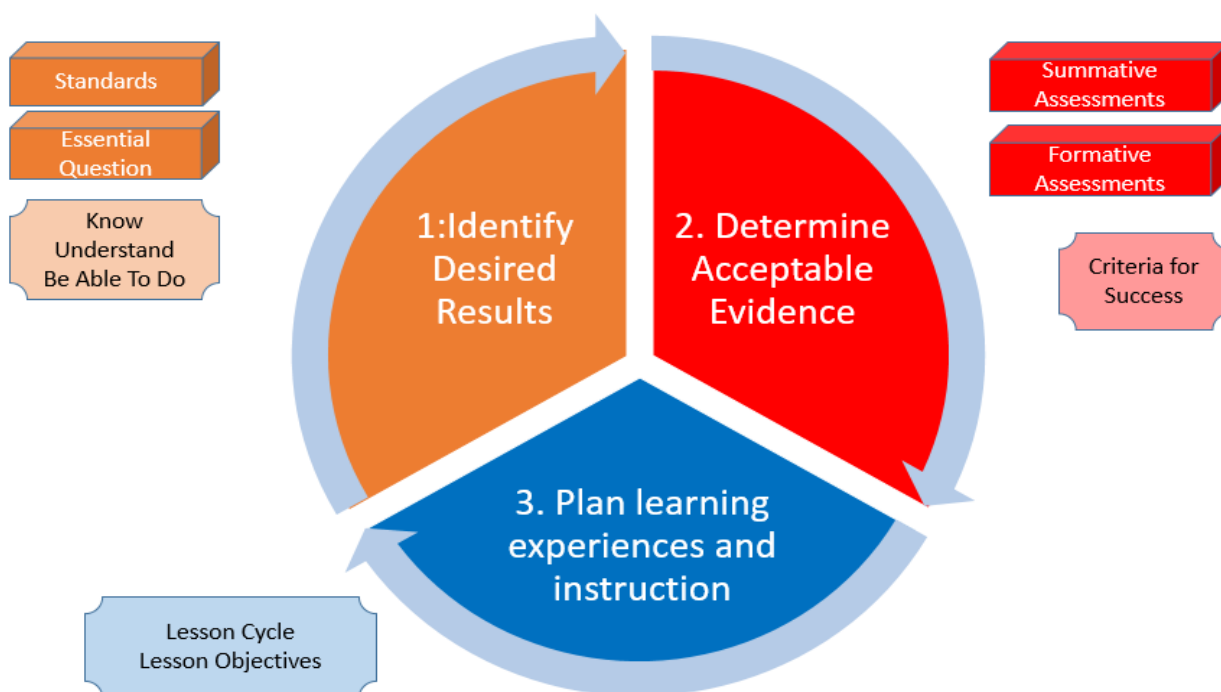 Standards
Essential
Question
Know
Understand
Be Able To Do
1:Identify
Desired
Results
2. Determine
Acceptable
Evidence
Summative
Assessments
Formative
Assessments
Criteria for
Success
3. Plan learning
experiences and
instruction
Lesson Cycle
Lesson Objectives